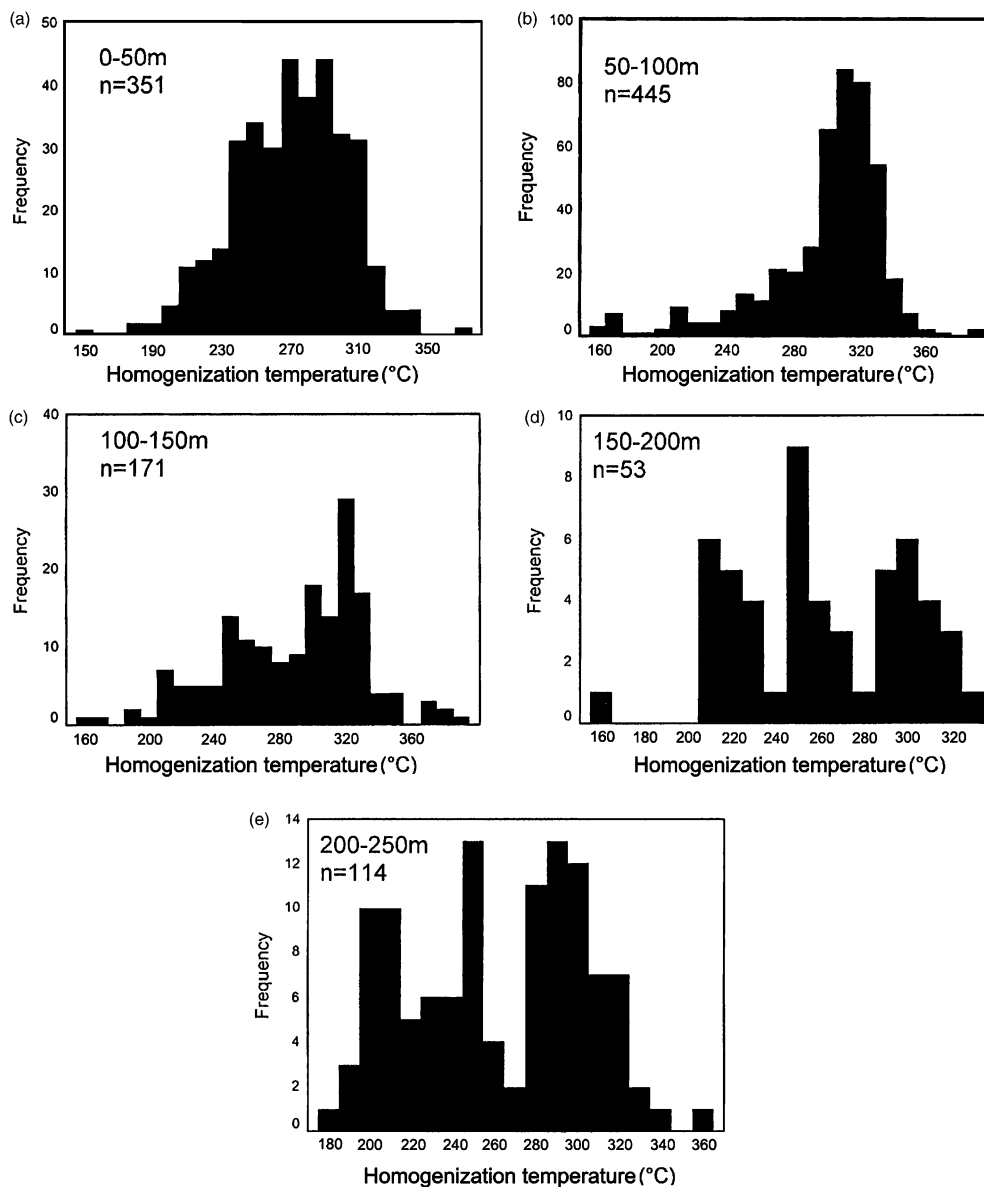 (a)
50
40
30
20
10
0
Frequency
0-50m
n=351
150 190 230 270 310 350
Homogenization temperature (°C)
(b)
100
80
60
40
20
0
Frequency
50-100m
n=445
160 200 240 280 320 360
Homogenization temperature (°C)
(c)
40
30
20
10
0
Frequency
100-150m
n=171
160 200 240 280 320 360
Homogenization temperature (°C)
(d)
10
8
6
4
2
0
Frequency
150-200m
n=53
160 180 200 220 240 260 280 300 320
Homogenization temperature (°C)
(e)
14
12
10
8
6
4
2
0
Frequency
200-250m
n=114
180 200 220 240 260 280 300 320 340 360
Homogenization temperature (°C)